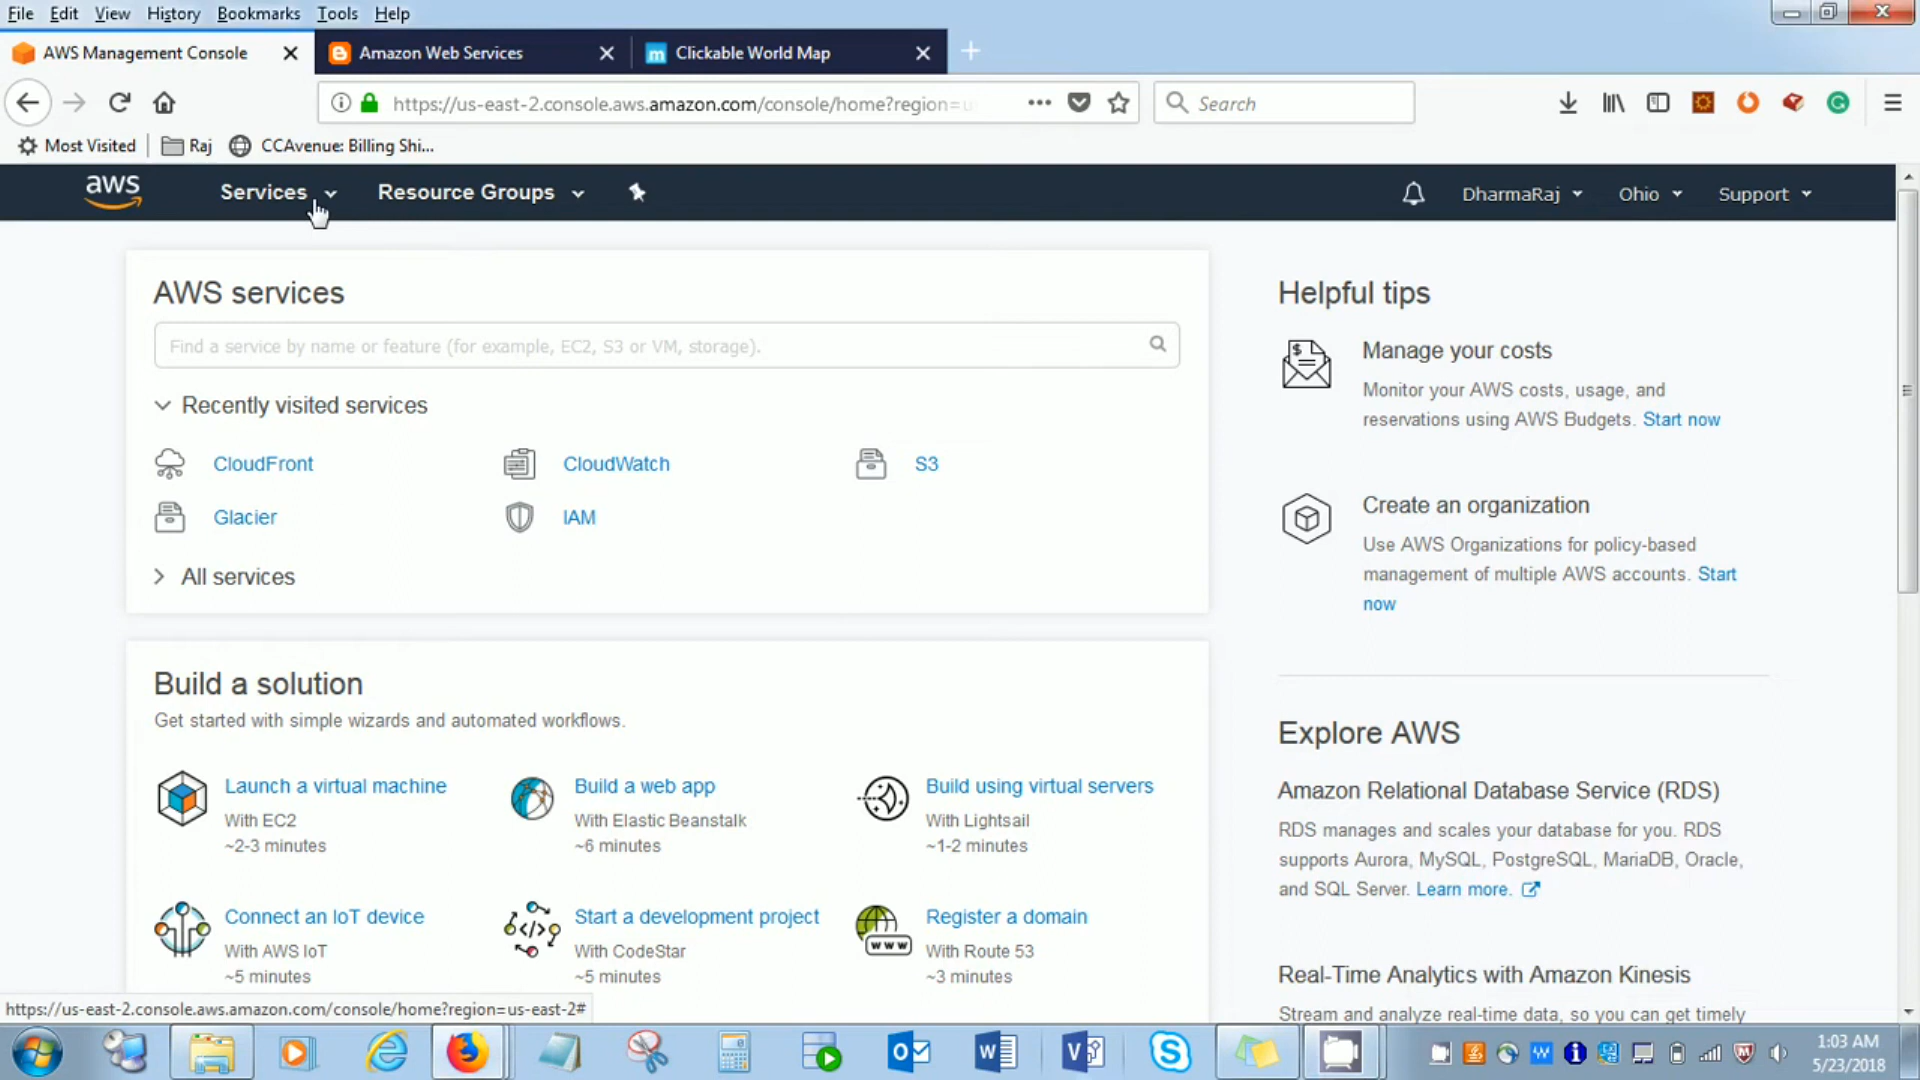 File Edit View History Bookmarks Tools Help
AWS Management Console
Amazon Web Services
Clickable World Map
https://us-east-2.console.aws.amazon.com/console/home?region=u
Search
Most Visited
Raj
CCAvenue: Billing Shi...
aws
Services
Resource Groups
DharmaRaj
Ohio
Support
AWS services
Find a service by name or feature (for example, EC2, S3 or VM, storage).
Recently visited services
CloudFront
CloudWatch
S3
Glacier
IAM
All services
Build a solution
Get started with simple wizards and automated workflows.
Launch a virtual machine
With EC2
~2-3 minutes
Build a web app
With Elastic Beanstalk
~6 minutes
Build using virtual servers
With Lightsail
~1-2 minutes
Connect an IoT device
With AWS IoT
~5 minutes
Start a development project
With CodeStar
~5 minutes
Register a domain
With Route 53
~3 minutes
Helpful tips
Manage your costs
Monitor your AWS costs, usage, and
reservations using AWS Budgets. Start now
Create an organization
Use AWS Organizations for policy-based
management of multiple AWS accounts. Start
now
Explore AWS
Amazon Relational Database Service (RDS)
RDS manages and scales your database for you. RDS
supports Aurora, MySQL, PostgreSQL, MariaDB, Oracle,
and SQL Server. Learn more.
Real-Time Analytics with Amazon Kinesis
Stream and analyze real-time data, so you can get timely
https://us-east-2.console.aws.amazon.com/console/home?region=us-east-2#
1:03 AM
5/23/2018